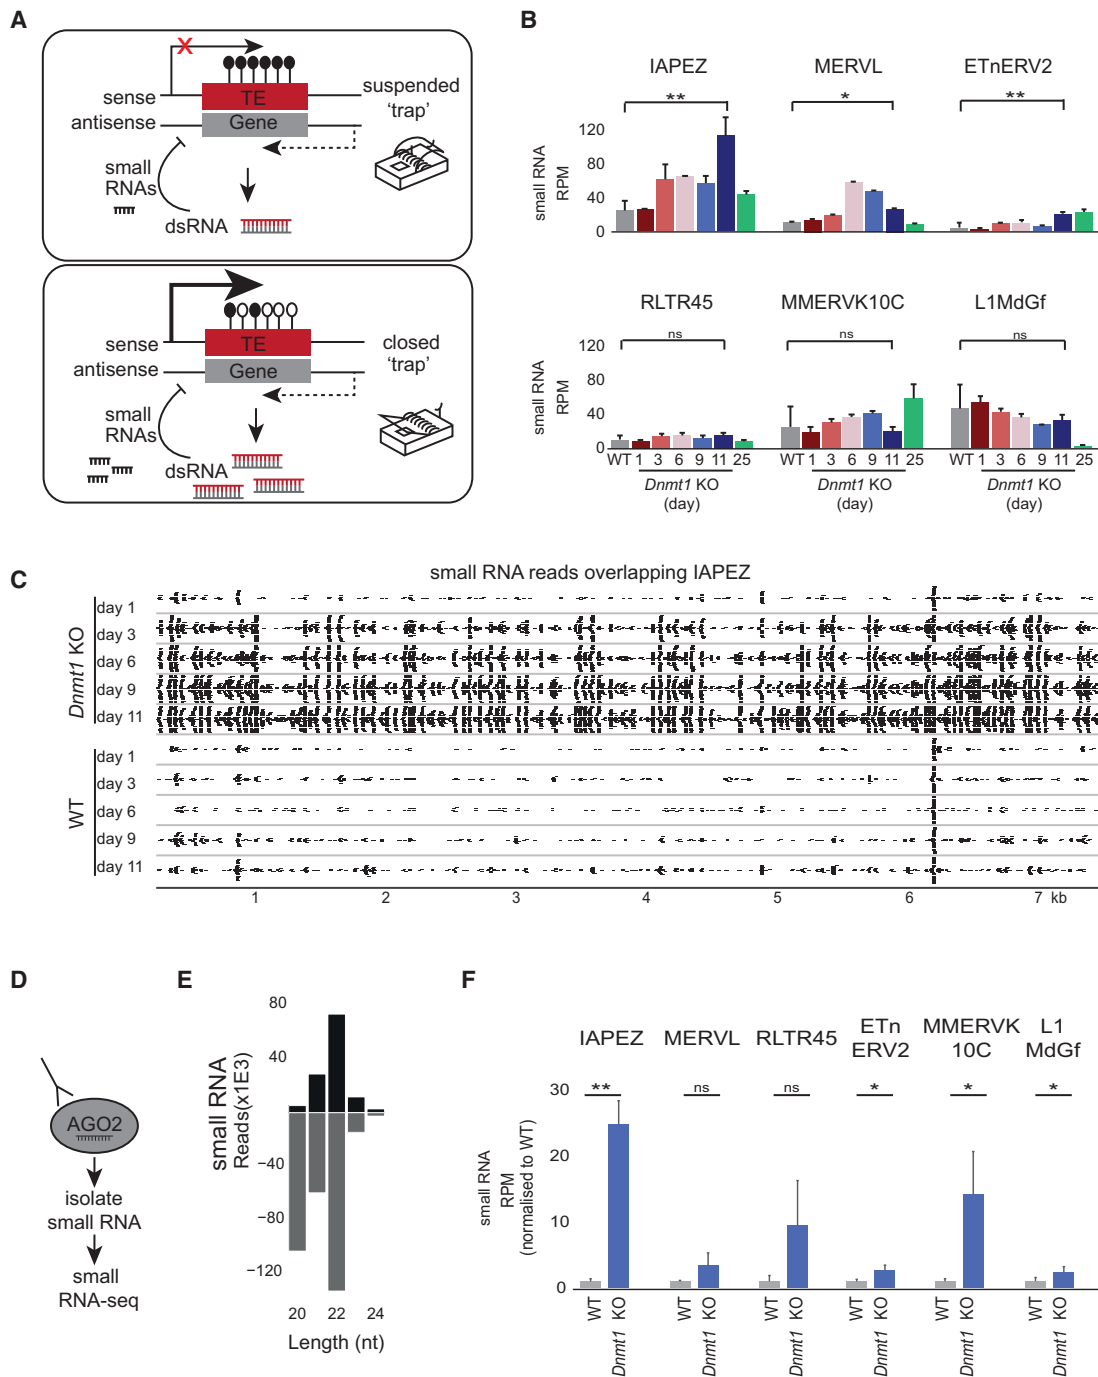 A
sense
antisense
TE
Gene
suspended
'trap'
small
RNAs
dsRNA
X
sense
antisense
TE
Gene
closed
'trap'
small
RNAs
dsRNA
B
IAPEZ
MERVL
ETnERV2
**
*
**
small RNA
RPM
120
80
40
0
RLTR45
MMERVK10C
L1MdGf
ns
ns
ns
small RNA
RPM
120
80
40
0
WT 1 3 6 9 11
WT 1 3 6 9 11 25
WT 1 3 6 9 11 25
Dnmt1 KO
(day)
Dnmt1 KO
(day)
Dnmt1 KO
(day)
C
small RNA reads overlapping IAPEZ
Dnmt1 KO
day 1
day 3
day 6
day 9
day 11
WT
day 1
day 3
day 6
day 9
day 11
1 2 3 4 5 6 7 kb
D
AGO2
isolate
small RNA
small
RNA-seq
E
small RNA
Reads(x1E3)
80
40
−40
−80
−120
20 22 24
Length (nt)
F
IAPEZ
MERVL
RLTR45
ETn
ERV2
MMERVK
10C
L1
MdGf
** ns ns * * *
small RNA
RPM
(normalised to WT)
30
20
10
0
WT
Dnmt1 KO
WT
Dnmt1 KO
WT
Dnmt1 KO
WT
Dnmt1 KO
WT
Dnmt1 KO
WT
Dnmt1 KO